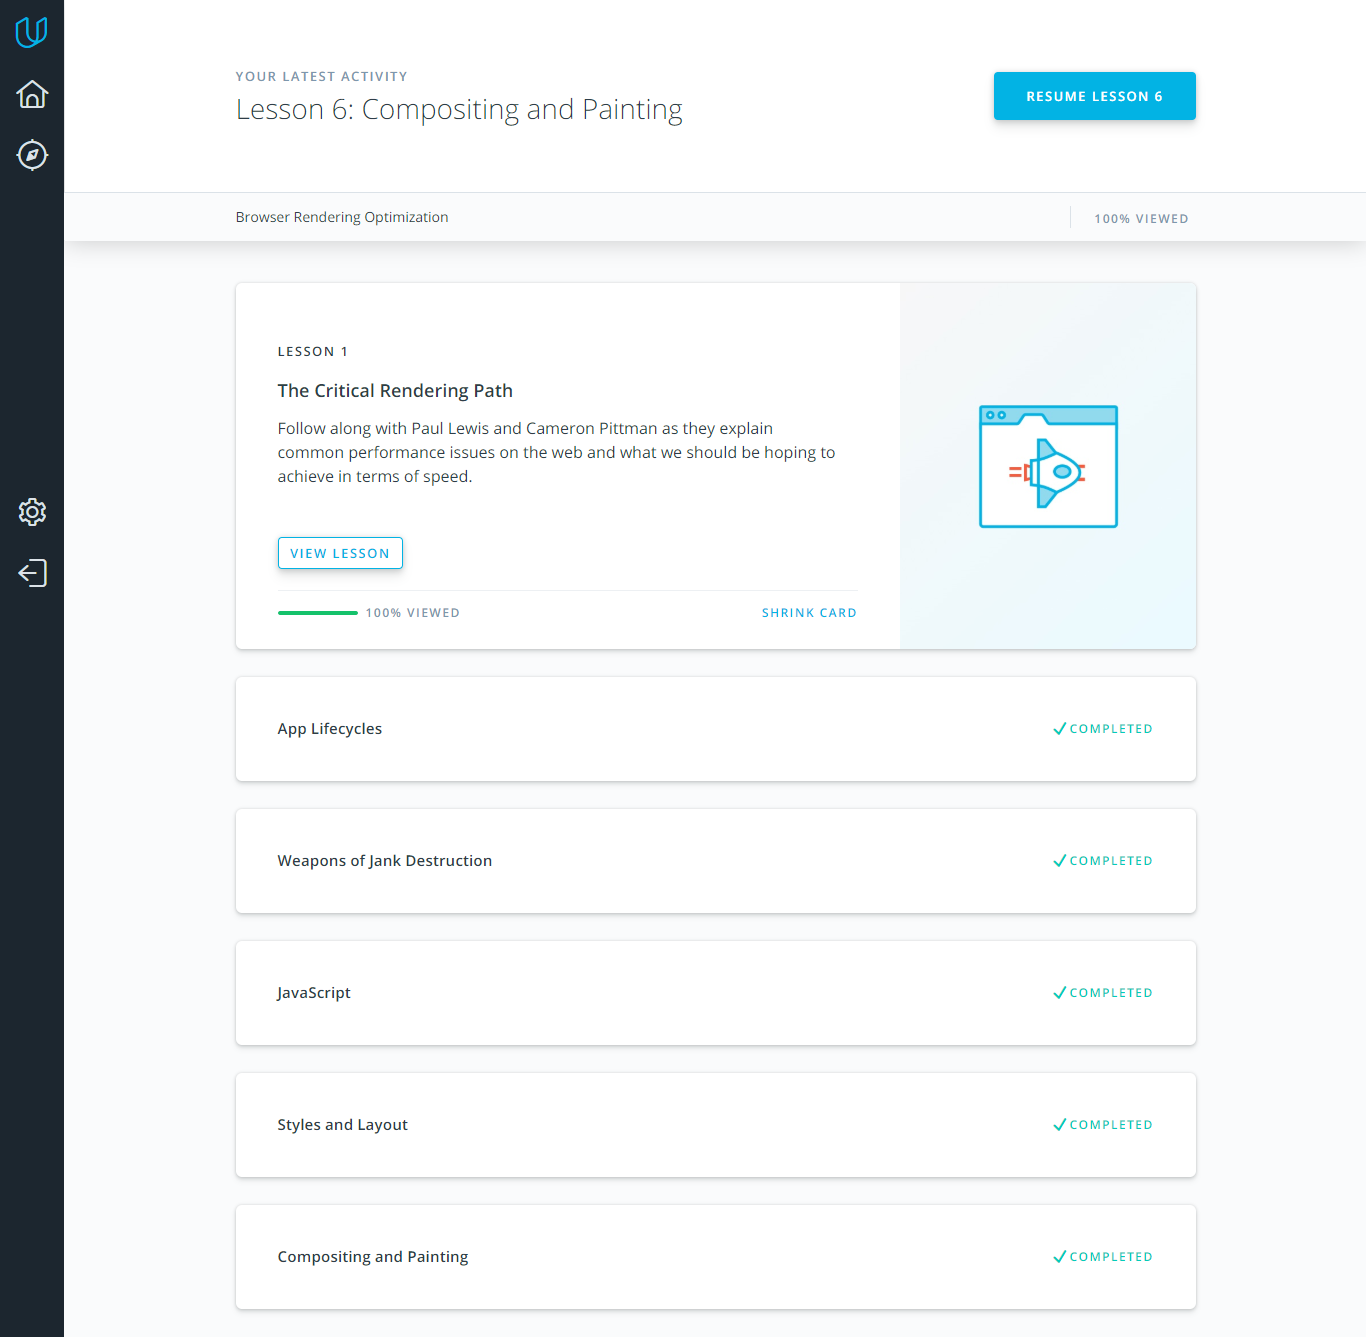 YOUR LATEST ACTIVITY
Lesson 6: Compositing and Painting
RESUME LESSON 6
Browser Rendering Optimization
100% VIEWED
LESSON 1
The Critical Rendering Path
Follow along with Paul Lewis and Cameron Pittman as they explain
common performance issues on the web and what we should be hoping to
achieve in terms of speed.
VIEW LESSON
100% VIEWED
SHRINK CARD
App Lifecycles
COMPLETED
Weapons of Jank Destruction
COMPLETED
JavaScript
COMPLETED
Styles and Layout
COMPLETED
Compositing and Painting
COMPLETED